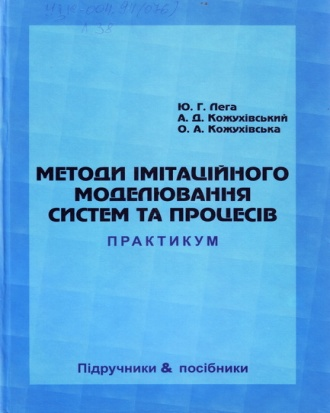 Ю. Г. Лега
А. Д. Кожухівський
О. А. Кожухівська
МЕТОДИ ІМІТАЦІЙНОГО
МОДЕЛЮВАННЯ
СИСТЕМ ТА ПРОЦЕСІВ
ПРАКТИКУМ
Підручники & посібники